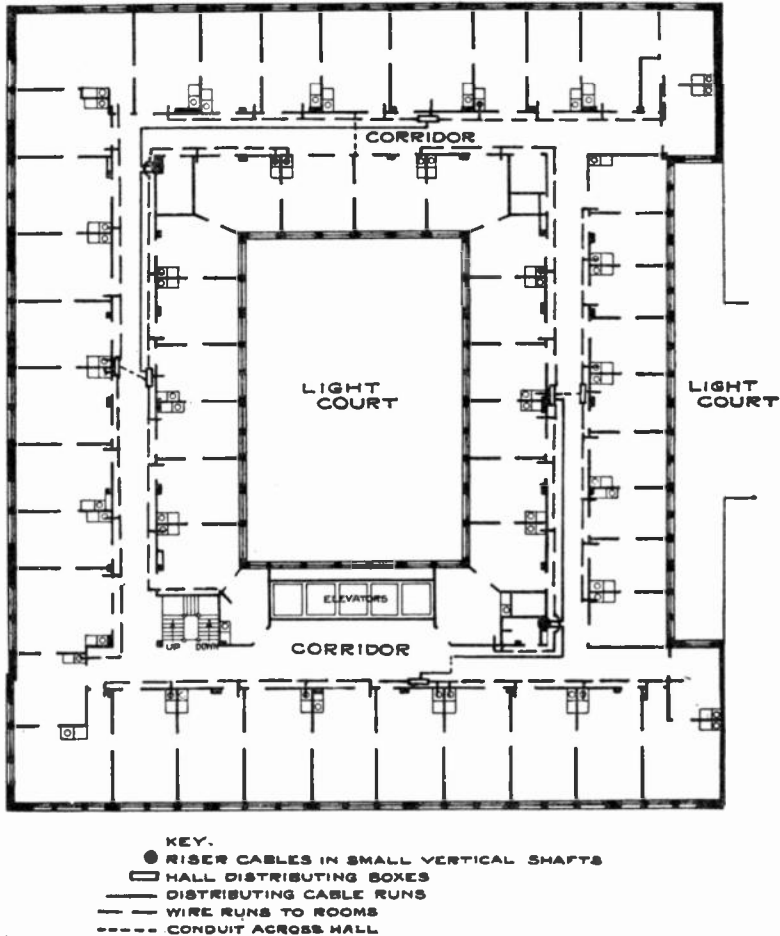 CORRIDOR
LIGHT
COURT
LIGHT
COURT
ELEVATORS
UP DOWN
CORRIDOR
KEY.
RISER CABLES IN SMALL VERTICAL SHAFTS
HALL DISTRIBUTING BOXES
DISTRIBUTING CABLE RUNS
WIRE RUNS TO ROOMS
CONDUIT ACROSS HALL